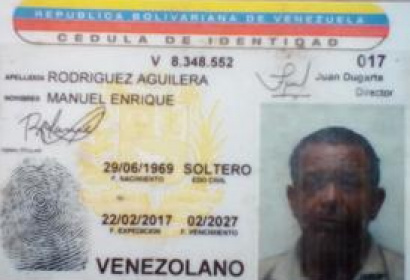 REPUBLICA BOLIVARIANA DE VENEZUELA
CEDULA DE IDENTIDAD
V 8.348.552 017
APELLIDOS RODRIGUEZ AGUILERA
Juan Dugarte
NOMBRES MANUEL ENRIQUE
Director
FIRMA TITULAR
29/06/1969 SOLTERO
F. NACIMIENTO EDO CIVIL
22/02/2017 02/2027
F. EXPEDICION F. VENCIMIENTO
VENEZOLANO